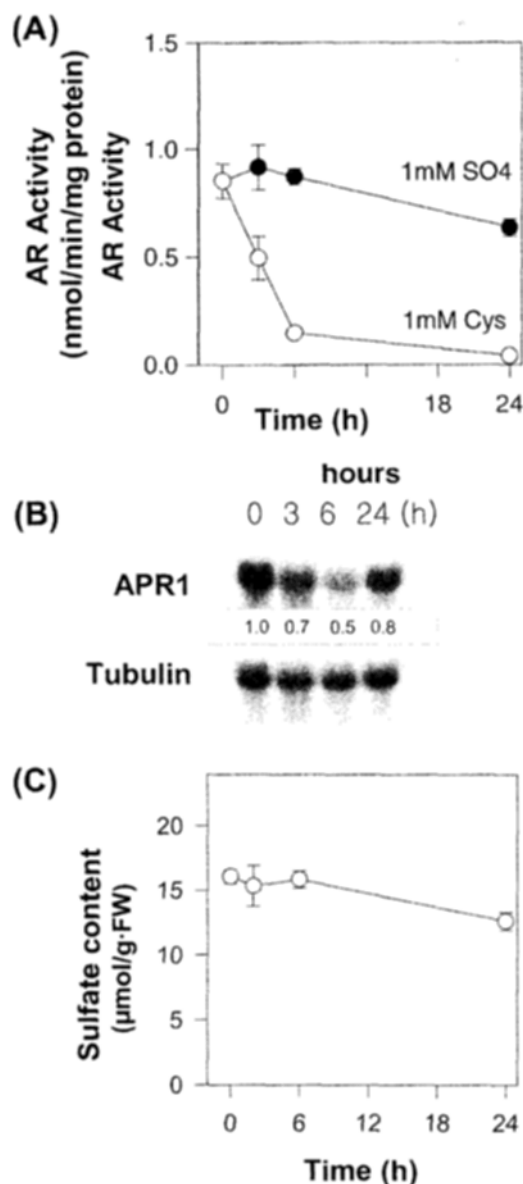 (A)
1.5
1.0
0.5
0.0
AR Activity
(nmol/min/mg protein)
AR Activity
1mM SO4
1mM Cys
0 6 12 18 24
Time (h)
hours
(B)
0 3 6 24 (h)
APR1
1.0 0.7 0.5 0.8
Tubulin
(C)
20
15
10
5
0
Sulfate content
(µmol/g·FW)
0 6 12 18 24
Time (h)